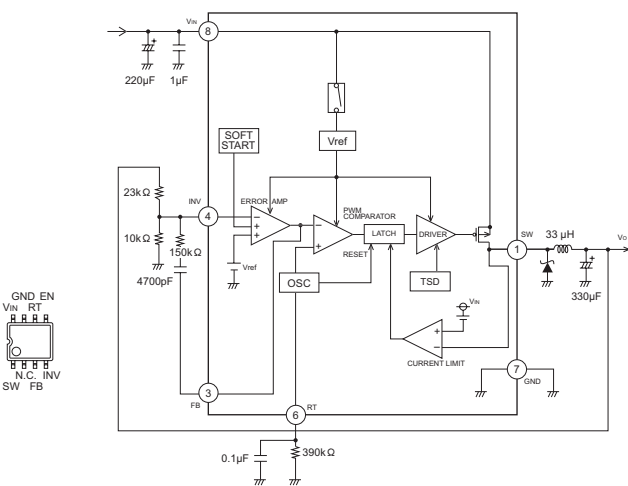 VIN
8
220µF
1µF
SOFT
START
Vref
23kΩ
INV
4
ERROR AMP
PWM
COMPARATOR
LATCH
DRIVER
SW
1
33 µH
VO
10kΩ
150kΩ
4700pF
Vref
OSC
RESET
TSD
330µF
VIN
CURRENT LIMIT
7
GND
3
FB
6
RT
0.1µF
390kΩ
GND EN
VIN RT
N.C. INV
SW FB